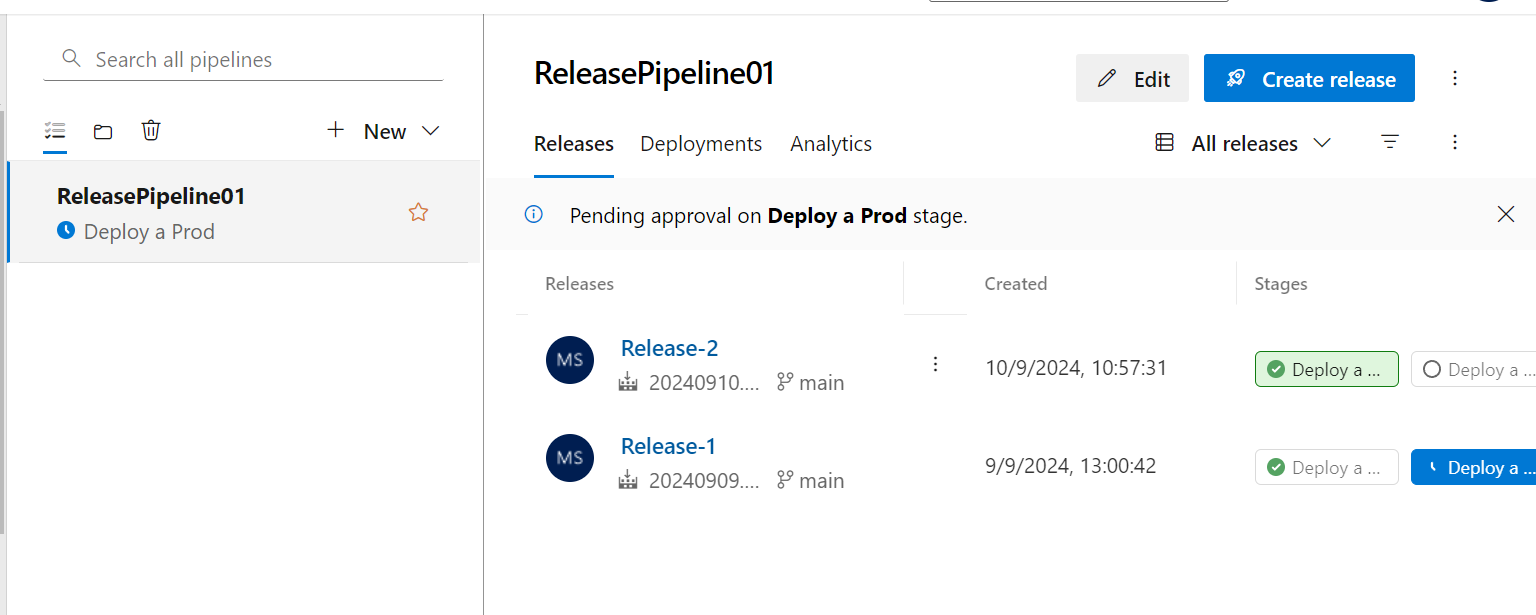 Search all pipelines
New
ReleasePipeline01
Deploy a Prod
ReleasePipeline01
Edit
Create release
Releases Deployments Analytics
All releases
Pending approval on Deploy a Prod stage.
Releases Created Stages
MS
Release-2
20240910.... main
10/9/2024, 10:57:31
Deploy a ... Deploy a ...
MS
Release-1
20240909.... main
9/9/2024, 13:00:42
Deploy a ... Deploy a ...